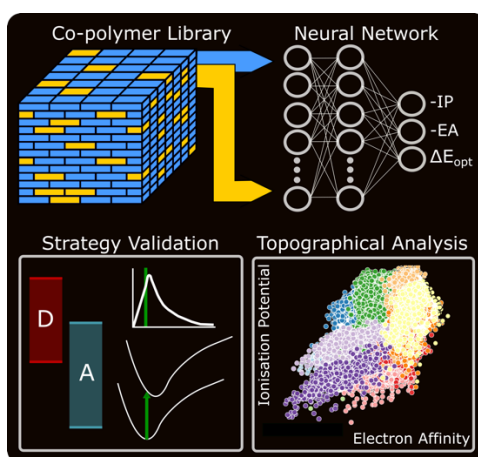 Co-polymer Library
Neural Network
-IP
-EA
ΔEopt
Strategy Validation
D
A
Topographical Analysis
Ionisation Potential
Electron Affinity